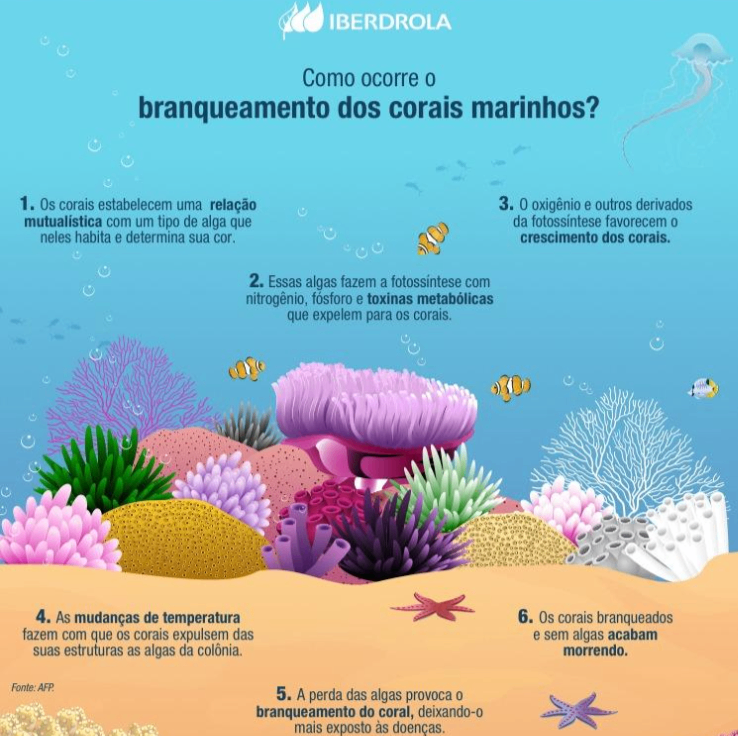 IBERDROLA
Como ocorre o
branqueamento dos corais marinhos?
1. Os corais estabelecem uma relação
mutualística com um tipo de alga que
neles habita e determina sua cor.
2. Essas algas fazem a fotossíntese com
nitrogênio, fósforo e toxinas metabólicas
que expelem para os corais.
3. O oxigênio e outros derivados
da fotossíntese favorecem o
crescimento dos corais.
4. As mudanças de temperatura
fazem com que os corais expulsem das
suas estruturas as algas da colônia.
5. A perda das algas provoca o
branqueamento do coral, deixando-o
mais exposto às doenças.
6. Os corais branqueados
e sem algas acabam
morrendo.
Fonte: AFP.